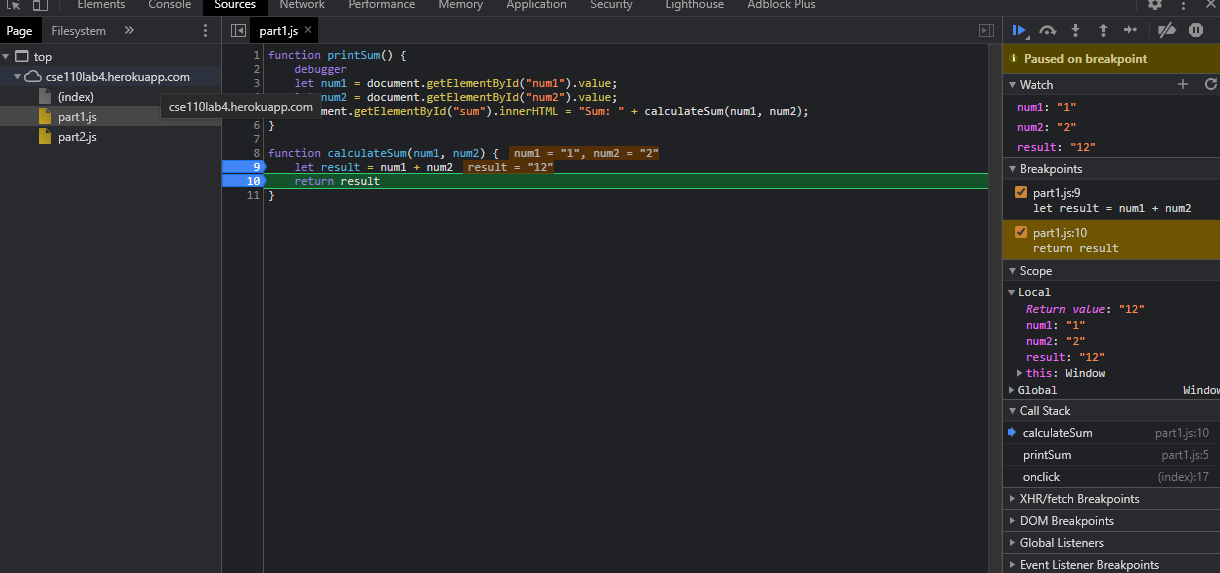 Elements Console Sources Network Performance Memory Application Security Lighthouse Adblock Plus
Page Filesystem
part1.js ×
top
cse110lab4.herokuapp.com
(index)
part1.js
part2.js
cse110lab4.herokuapp.com
1 function printSum() {
2 debugger
3 let num1 = document.getElementById("num1").value;
num2 = document.getElementById("num2").value;
ment.getElementById("sum").innerHTML = "Sum: " + calculateSum(num1, num2);
6 }
7
8 function calculateSum(num1, num2) { num1 = "1", num2 = "2"
9 let result = num1 + num2 result = "12"
10 return result
11 }
Paused on breakpoint
Watch
num1: "1"
num2: "2"
result: "12"
Breakpoints
part1.js:9
let result = num1 + num2
part1.js:10
return result
Scope
Local
Return value: "12"
num1: "1"
num2: "2"
result: "12"
this: Window
Global Window
Call Stack
calculateSum part1.js:10
printSum part1.js:5
onclick (index):17
XHR/fetch Breakpoints
DOM Breakpoints
Global Listeners
Event Listener Breakpoints